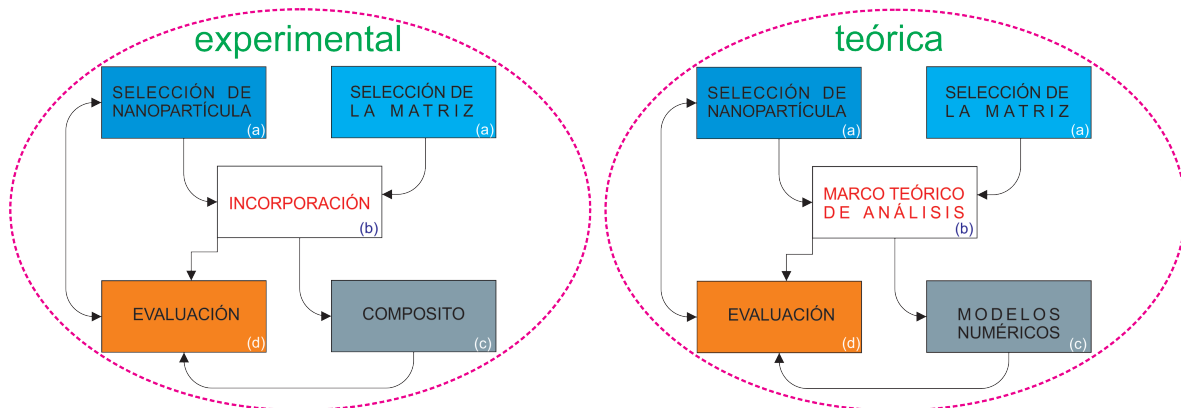 experimental
SELECCIÓN DE
NANOPARTÍCULA
(a)
SELECCIÓN DE
LA MATRIZ
(a)
INCORPORACIÓN
(b)
EVALUACIÓN
(d)
COMPOSITO
(c)
teórica
SELECCIÓN DE
NANOPARTÍCULA
(a)
SELECCIÓN DE
LA MATRIZ
(a)
MARCO TEÓRICO
DE ANÁLISIS
(b)
EVALUACIÓN
(d)
MODELOS
NUMÉRICOS
(c)